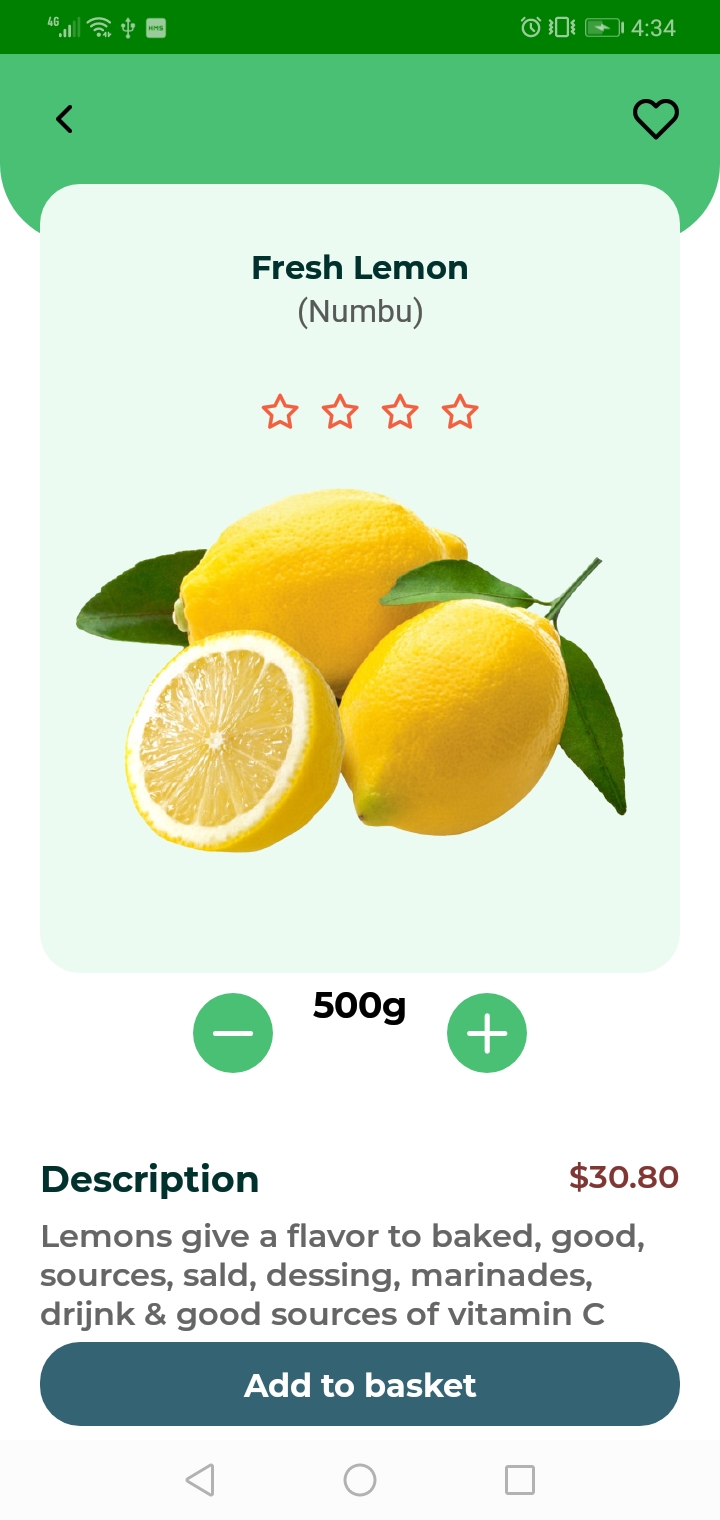 4G HMS 4:34
Fresh Lemon
(Numbu)
500g
Description $30.80
Lemons give a flavor to baked, good,
sources, sald, dessing, marinades,
drijnk & good sources of vitamin C
Add to basket